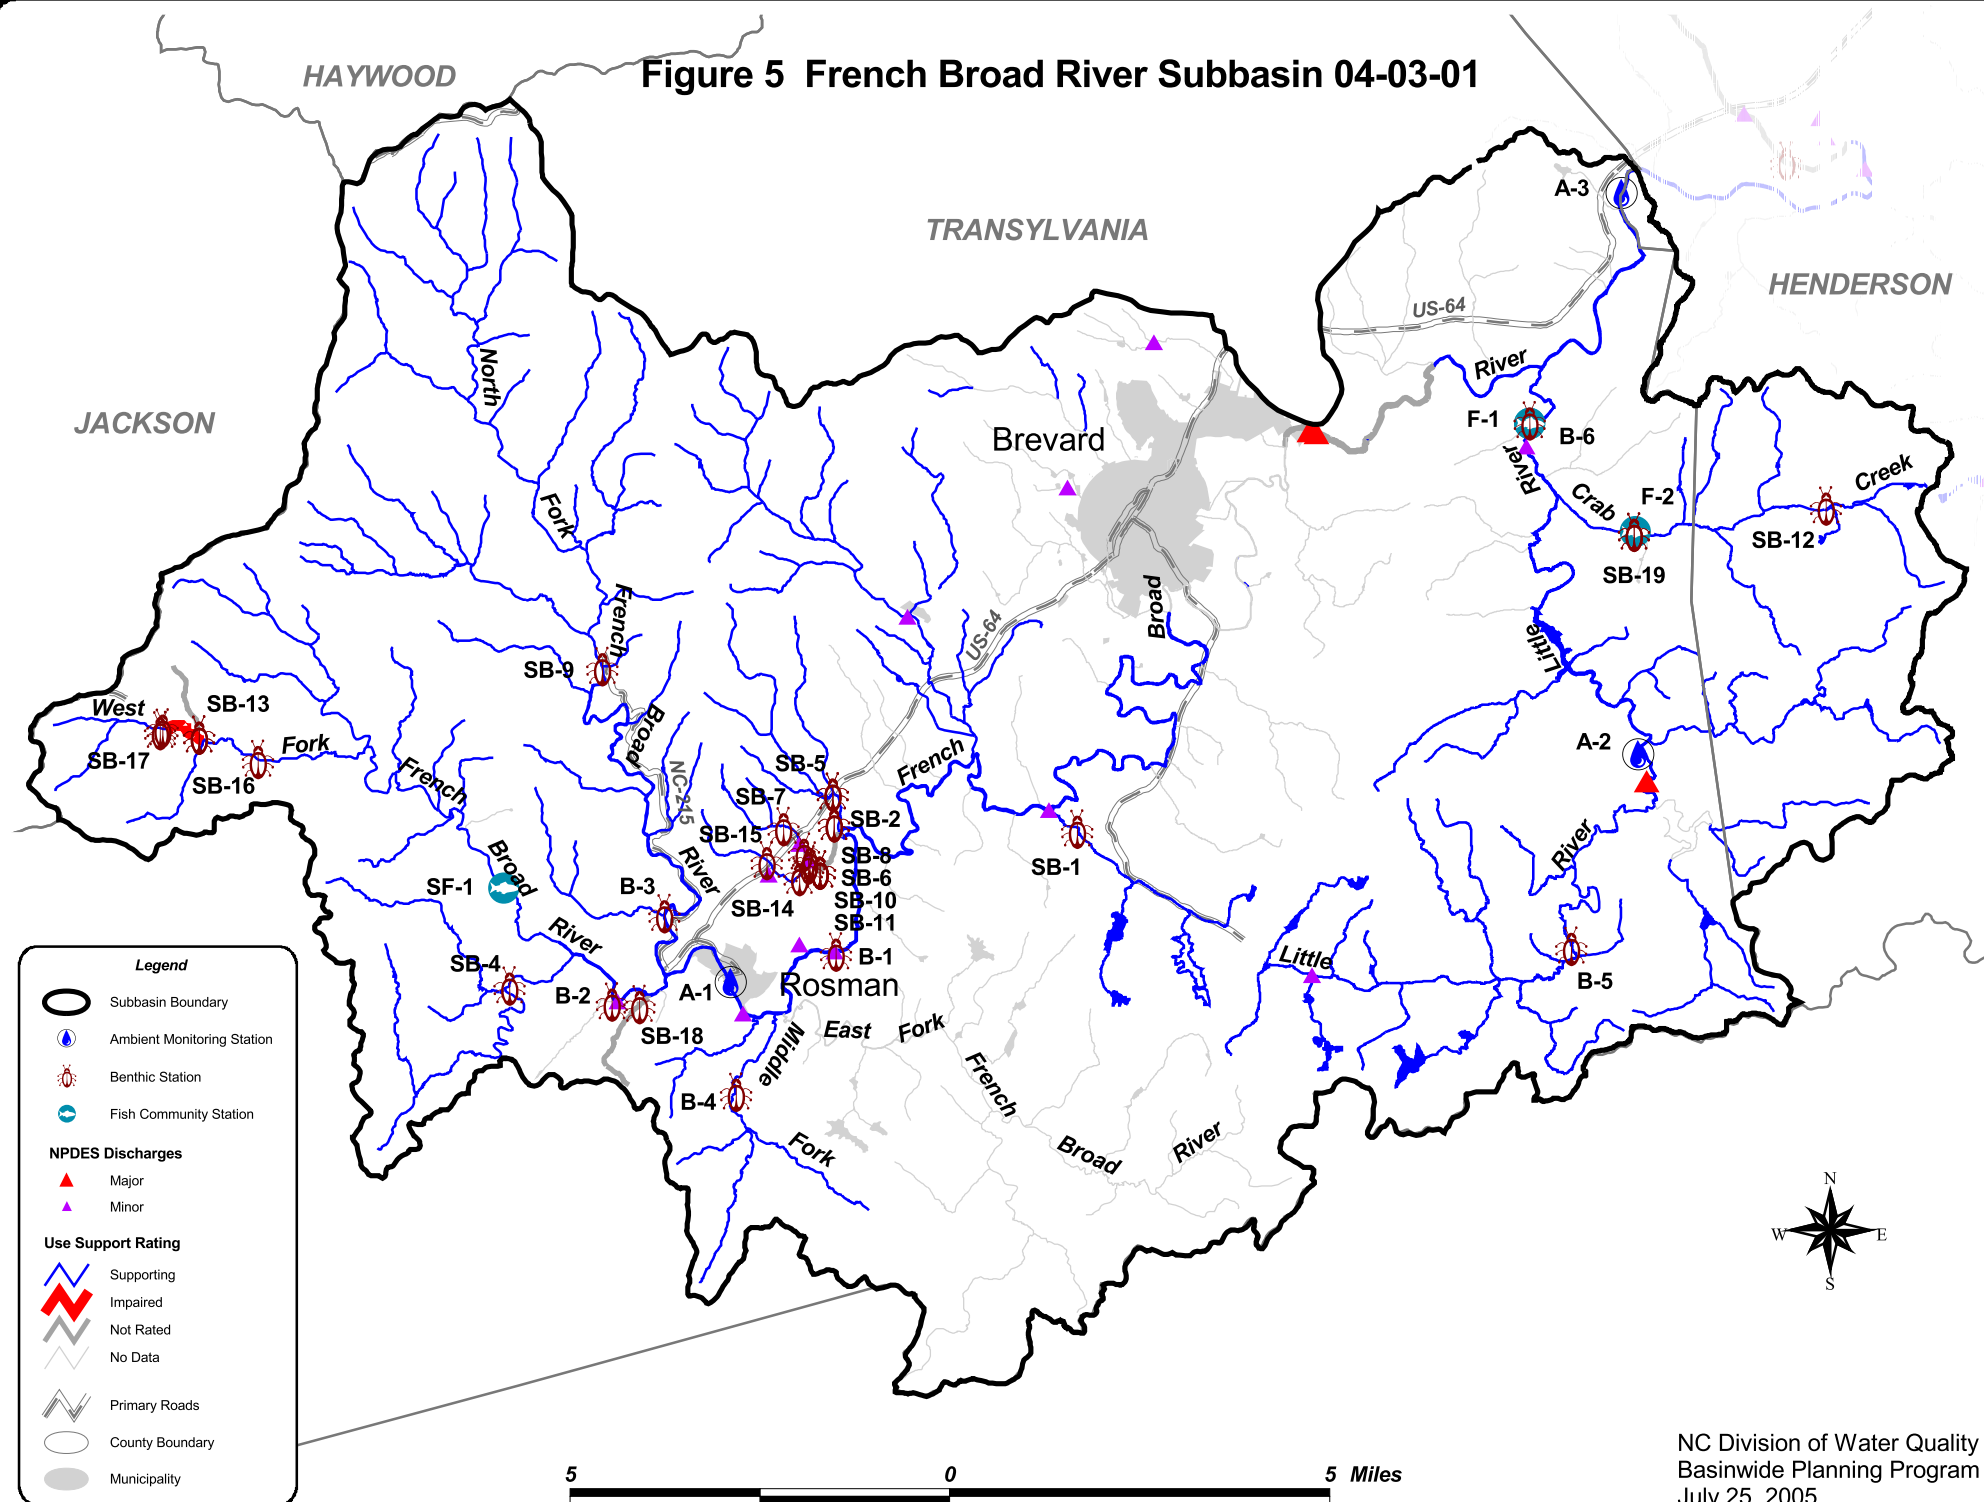 Figure 5 French Broad River Subbasin 04-03-01
HAYWOOD
TRANSYLVANIA
HENDERSON
JACKSON
A-3
US-64
River
North
Fork
French
Broad
River
NC-215
Brevard
US-64
Broad
F-1
B-6
River
Crab
Creek
F-2
SB-12
SB-19
Little
A-2
River
SB-9
West
Fork
SB-13
SB-17
SB-16
French
Broad
River
SF-1
SB-4
B-3
B-2
SB-18
A-1
Rosman
SB-5
SB-7
SB-2
SB-15
SB-8
SB-6
SB-10
SB-11
SB-14
B-1
French
SB-1
Little
B-5
Middle
Fork
B-4
East
Fork
French
Broad
River
Legend
Subbasin Boundary
Ambient Monitoring Station
Benthic Station
Fish Community Station
NPDES Discharges
Major
Minor
Use Support Rating
Supporting
Impaired
Not Rated
No Data
Primary Roads
County Boundary
Municipality
N
W
E
S
5
0
5 Miles
NC Division of Water Quality
Basinwide Planning Program
July 25, 2005